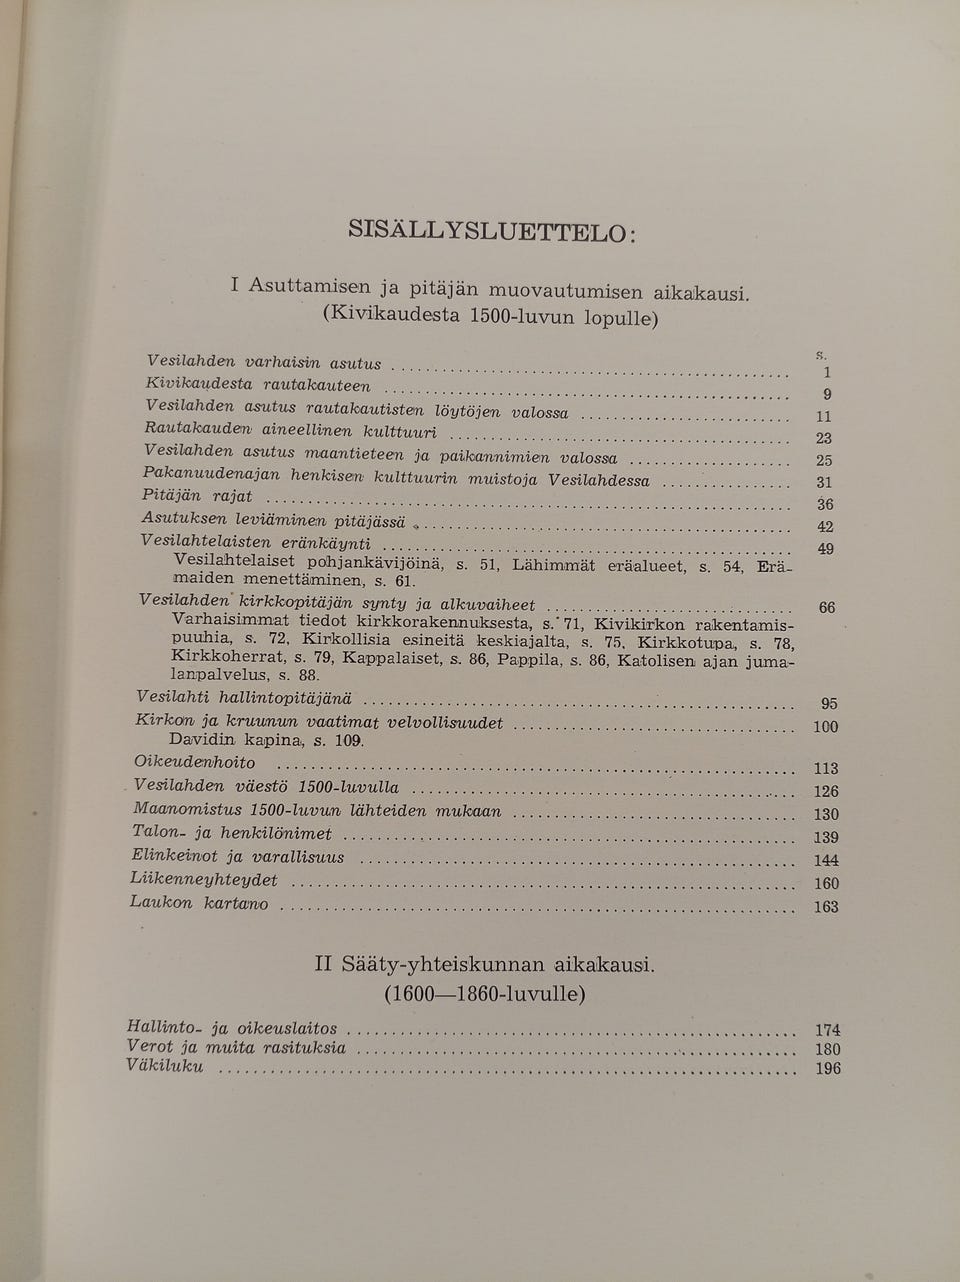 SISÄLLYSLUETTELO:
I Asuttamisen ja pitäjän muovautumisen aikakausi.
(Kivikaudesta 1500-luvun lopulle)
s.
Vesilahden varhaisin asutus 1
Kivikaudesta rautakauteen 9
Vesilahden asutus rautakautisten löytöjen valossa 11
Rautakauden aineellinen kulttuuri 23
Vesilahden asutus maantieteen ja paikannimien valossa 25
Pakanuudenajan henkisen kulttuurin muistoja Vesilahdessa 31
Pitäjän rajat 36
Asutuksen leviäminen pitäjässä 42
Vesilahtelaisten eränkäynti 49
Vesilahtelaiset pohjankävijöinä, s. 51, Lähimmät eräalueet, s. 54, Erä-
maiden menettäminen, s. 61.
Vesilahden kirkkopitäjän synty ja alkuvaiheet 66
Varhaisimmat tiedot kirkkorakennuksesta, s. 71, Kivikirkon rakentamis-
puuhia, s. 72, Kirkollisia esineitä keskiajalta, s. 75, Kirkkotupa, s. 78,
Kirkkoherrat, s. 79, Kappalaiset, s. 86, Pappila, s. 86, Katolisen ajan juma-
lanpalvelus, s. 88.
Vesilahti hallintopitäjänä 95
Kirkon ja kruunun vaatimat velvollisuudet 100
Davidin kapina, s. 109.
Oikeudenhoito 113
Vesilahden väestö 1500-luvulla 126
Maanomistus 1500-luvun lähteiden mukaan 130
Talon- ja henkilönimet 139
Elinkeinot ja varallisuus 144
Liikenneyhteydet 160
Laukon kartano 163
II Sääty-yhteiskunnan aikakausi.
(1600—1860-luvulle)
Hallinto- ja oikeuslaitos 174
Verot ja muita rasituksia 180
Väkiluku 196